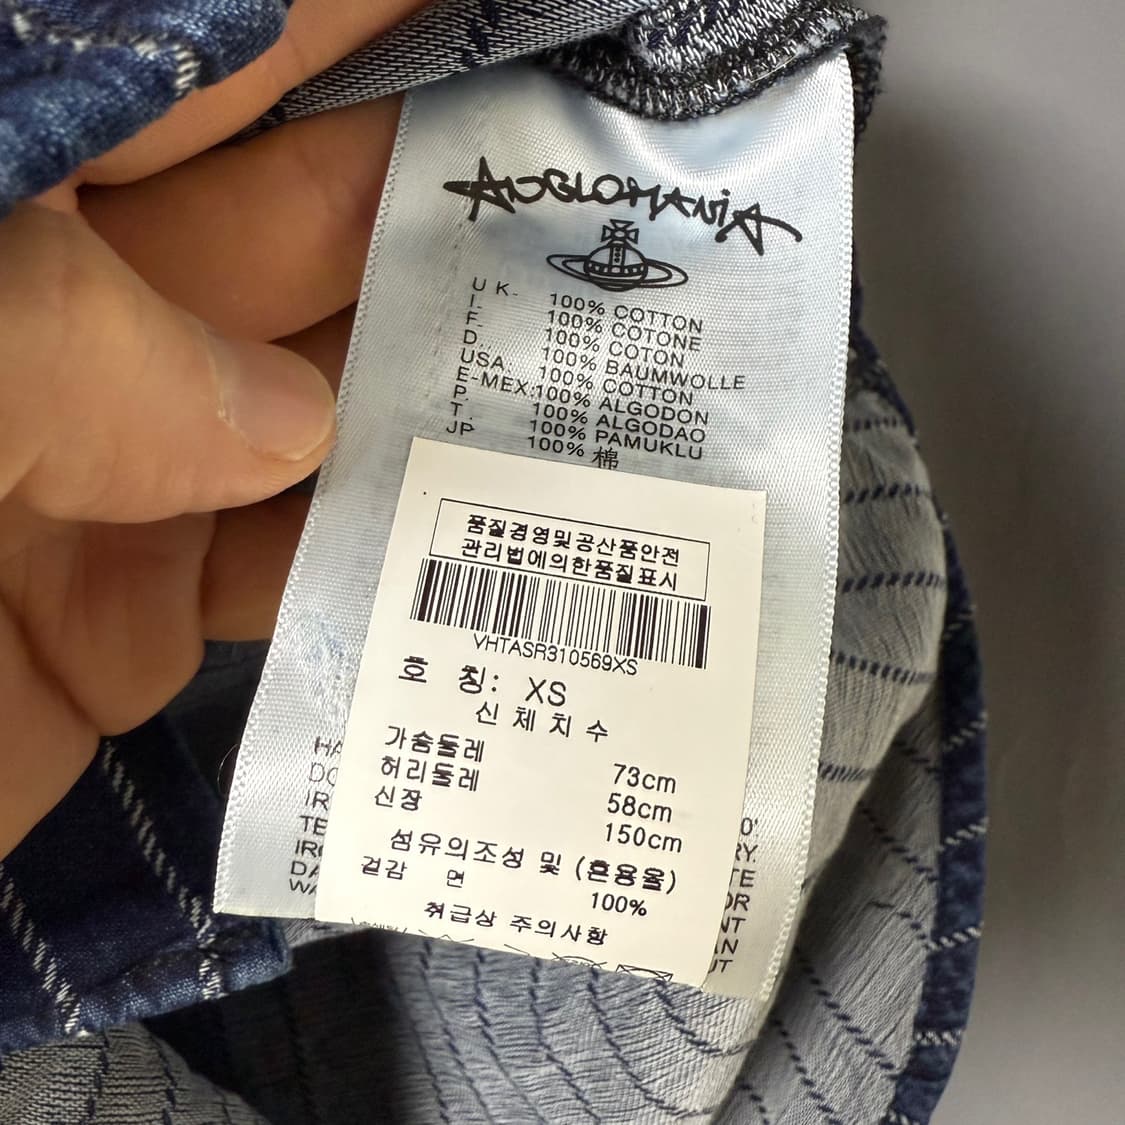 ANGLOMANIA
UK. 100% COTTON
I. 100% COTONE
F. 100% COTON
D. 100% BAUMWOLLE
USA. 100% COTTON
E-MEX: 100% ALGODON
P. 100% ALGODAO
T. 100% PAMUKLU
JP 100% 棉
품질경영및공산품안전
관리법에의한품질표시
VHTASR310569XS
호 칭: XS
신 체 치 수
가슴둘레 73cm
허리둘레 58cm
신장 150cm
섬유의조성 및 (혼용율)
겉감 면 100%
취급상 주의사항